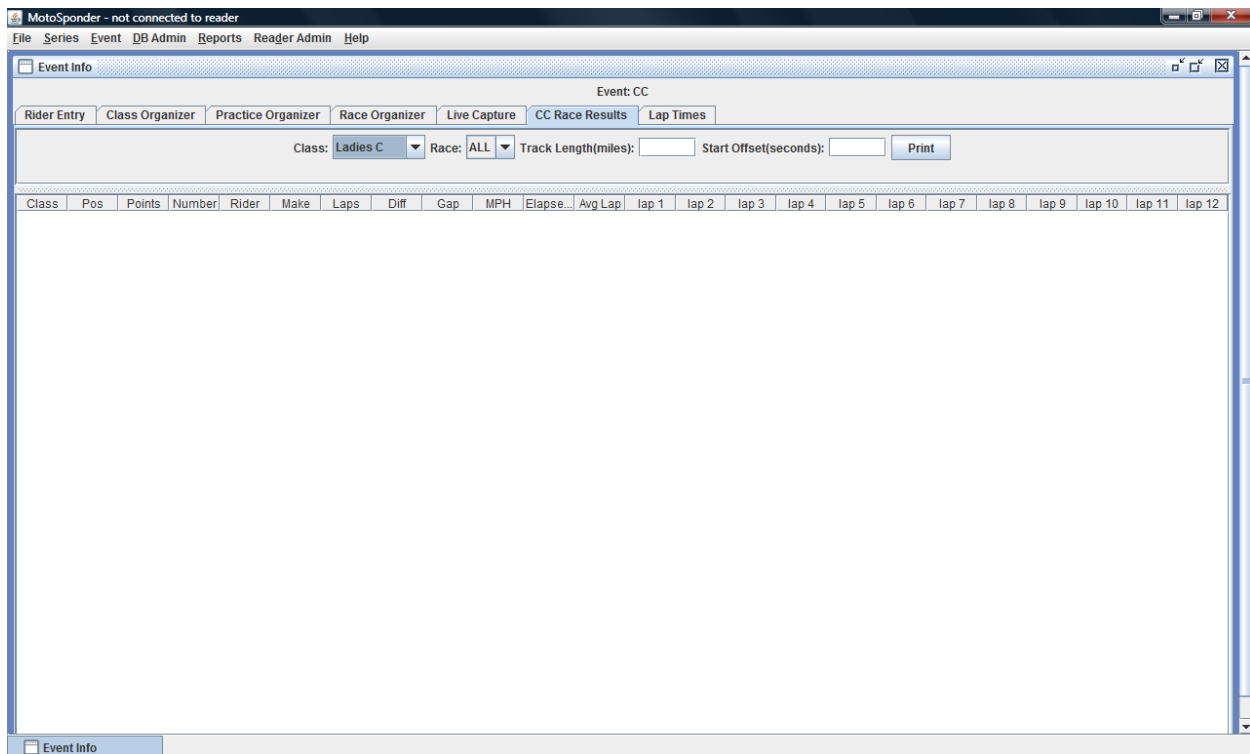 MotoSponder - not connected to reader
File Series Event DB Admin Reports Reader Admin Help
Event Info
Event: CC
Rider Entry Class Organizer Practice Organizer Race Organizer Live Capture CC Race Results Lap Times
Class: Ladies C Race: ALL Track Length(miles): Start Offset(seconds): Print
Class Pos Points Number Rider Make Laps Diff Gap MPH Elapse... Avg Lap lap 1 lap 2 lap 3 lap 4 lap 5 lap 6 lap 7 lap 8 lap 9 lap 10 lap 11 lap 12
Event Info